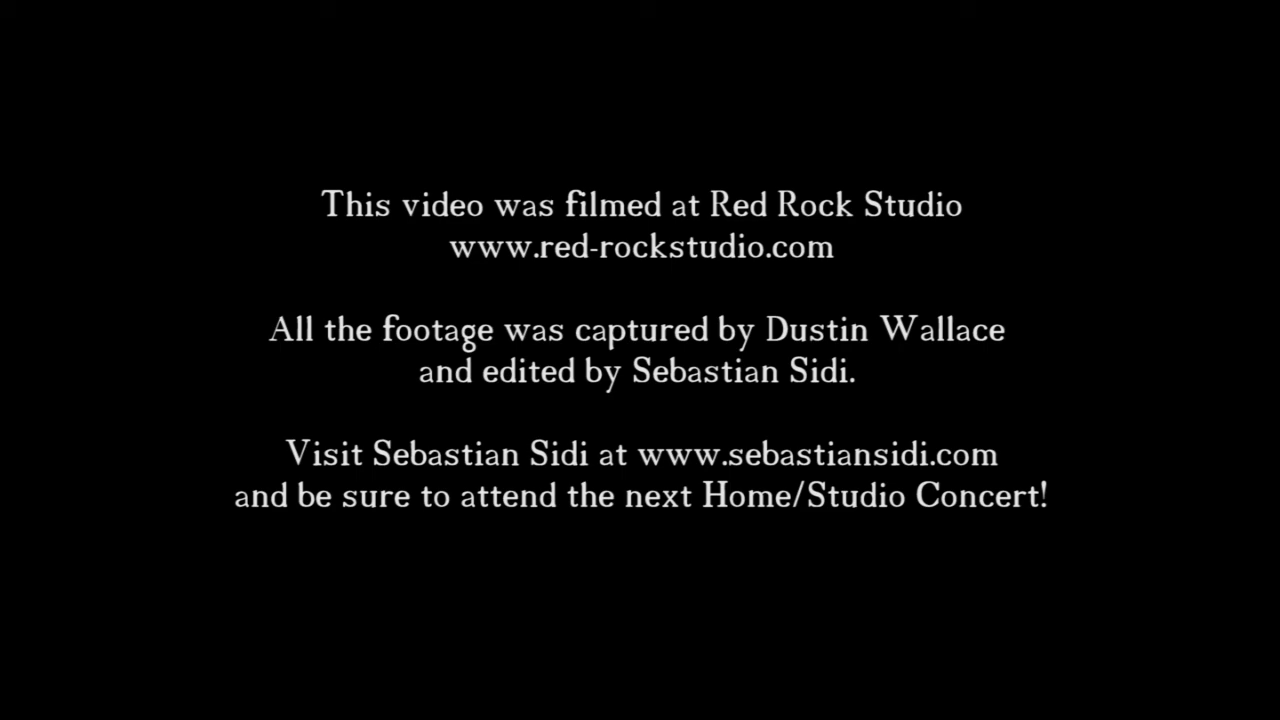 This video was filmed at Red Rock Studio
www.red-rockstudio.com
All the footage was captured by Dustin Wallace
and edited by Sebastian Sidi.
Visit Sebastian Sidi at www.sebastiansidi.com
and be sure to attend the next Home/Studio Concert!